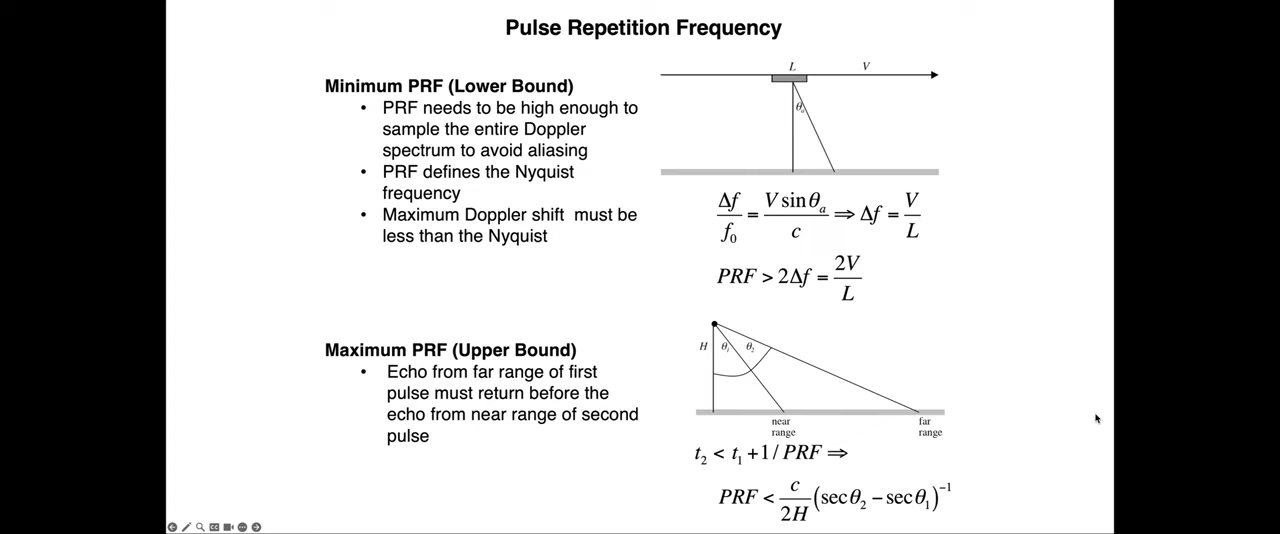 Pulse Repetition Frequency
Minimum PRF (Lower Bound)
• PRF needs to be high enough to
sample the entire Doppler
spectrum to avoid aliasing
• PRF defines the Nyquist
frequency
• Maximum Doppler shift must be
less than the Nyquist
L V
θₐ
Δf/f₀ = V sin θₐ/c ⇒ Δf = V/L
PRF > 2Δf = 2V/L
Maximum PRF (Upper Bound)
• Echo from far range of first
pulse must return before the
echo from near range of second
pulse
H θ₁ θ₂
near far
range range
t₂ < t₁ + 1 / PRF ⇒
PRF < c/2H (sec θ₂ − sec θ₁)⁻¹